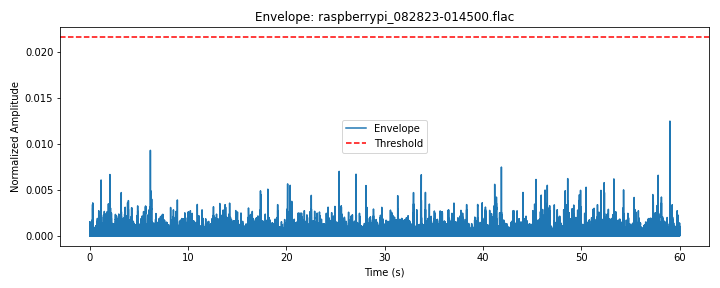 Envelope: raspberrypi_082823-014500.flac
Normalized Amplitude
0.020
0.015
0.010
0.005
0.000
Envelope
Threshold
0 10 20 30 40 50 60
Time (s)